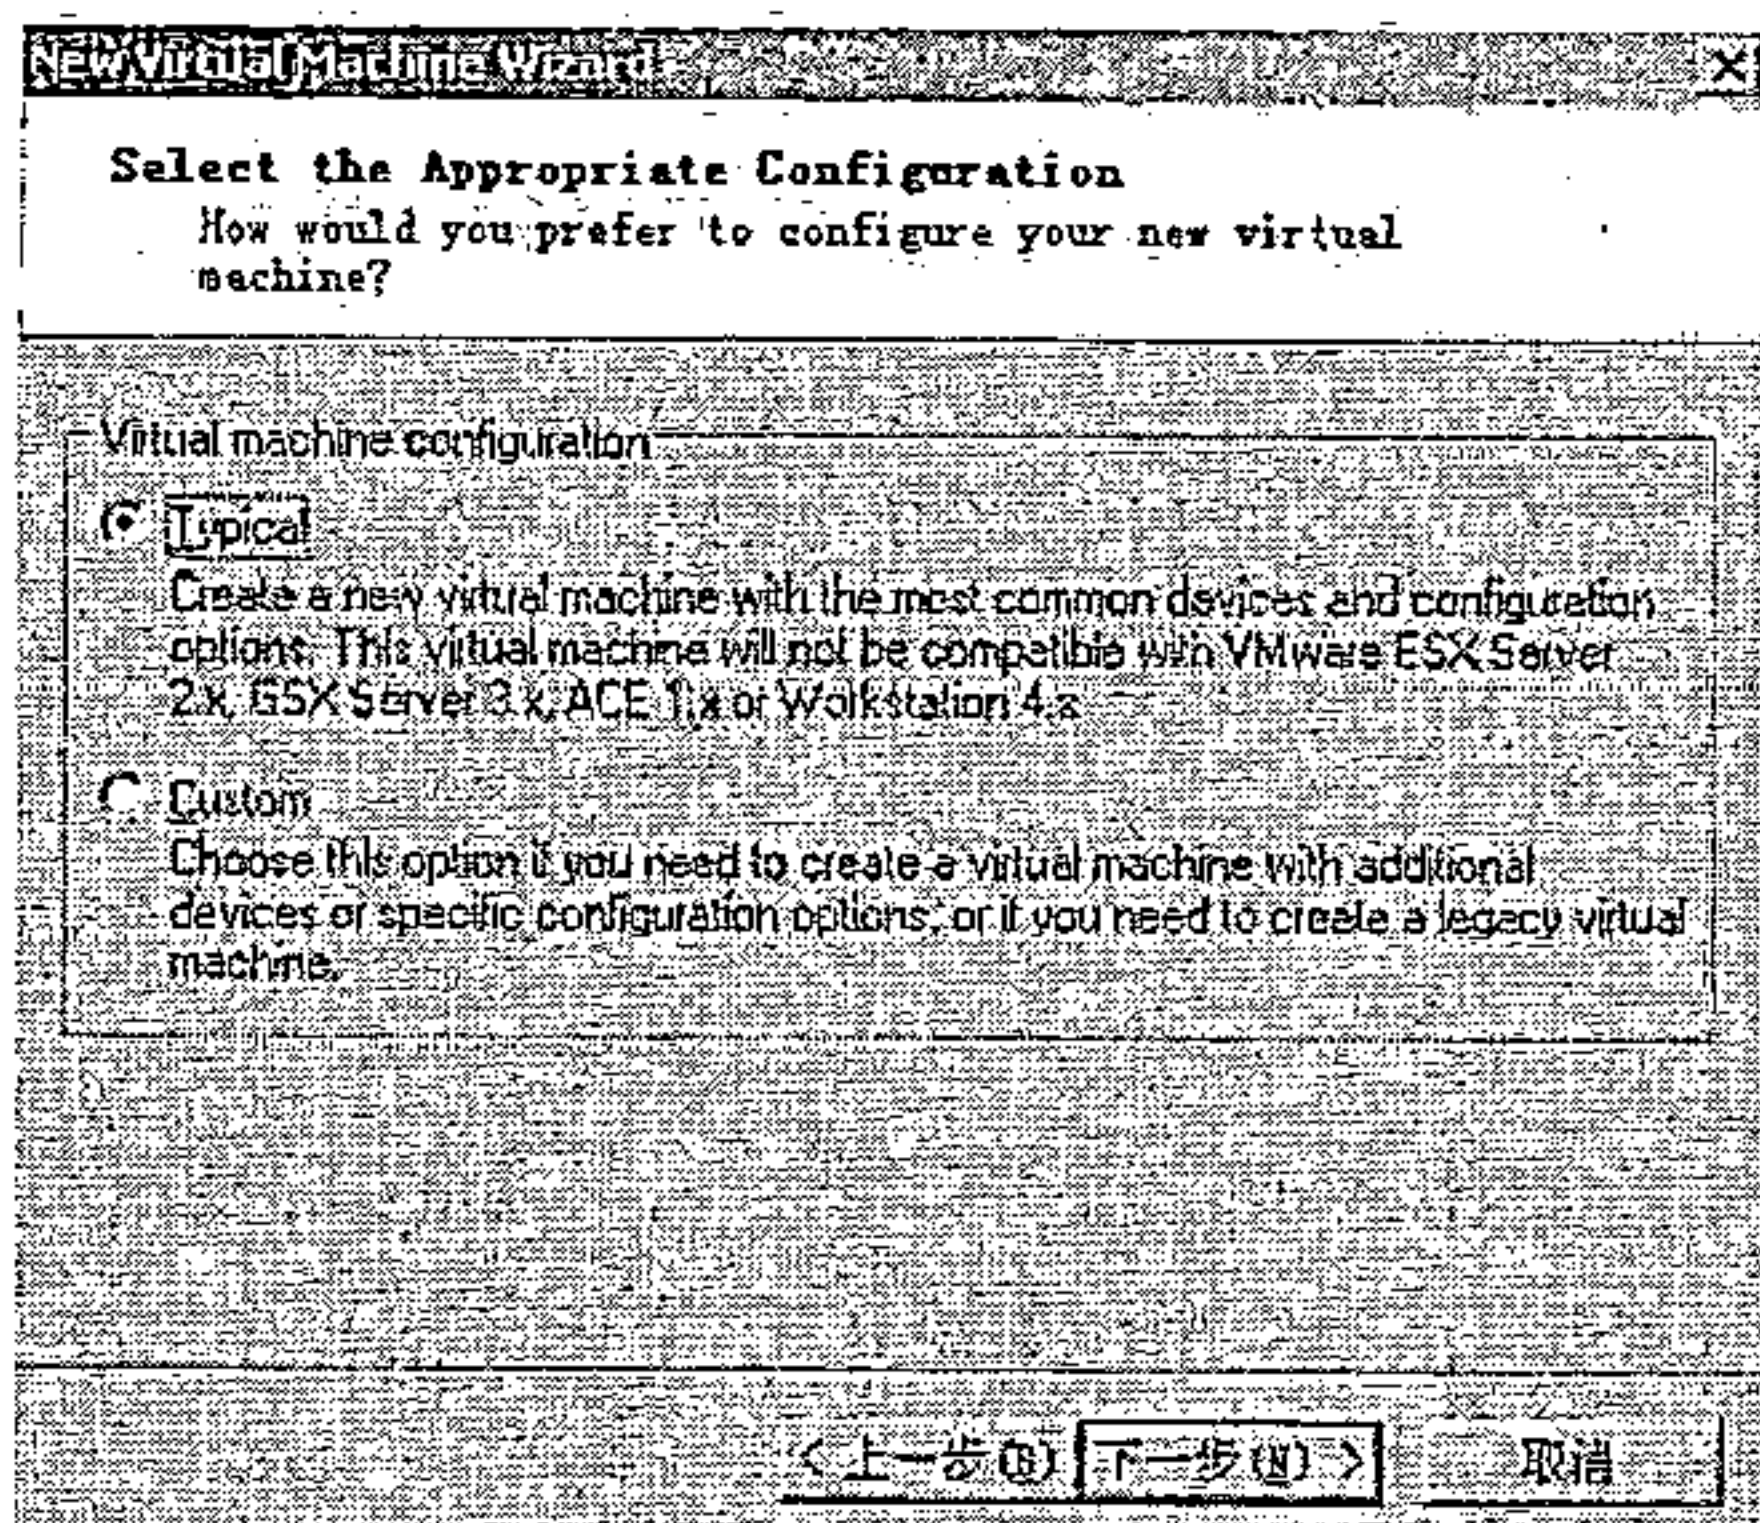 New Virtual Machine Wizard
Select the Appropriate Configuration
How would you prefer to configure your new virtual
machine?
Virtual machine configuration
Typical
Create a new virtual machine with the most common devices and configuration
options. This virtual machine will not be compatible with VMware ESX Server
2.x, GSX Server 3.x, ACE 1.x or Workstation 4.x
Custom
Choose this option if you need to create a virtual machine with additional
devices or specific configuration options, or if you need to create a legacy virtual
machine.
< 上一步(B) 下一步(N) > 取消